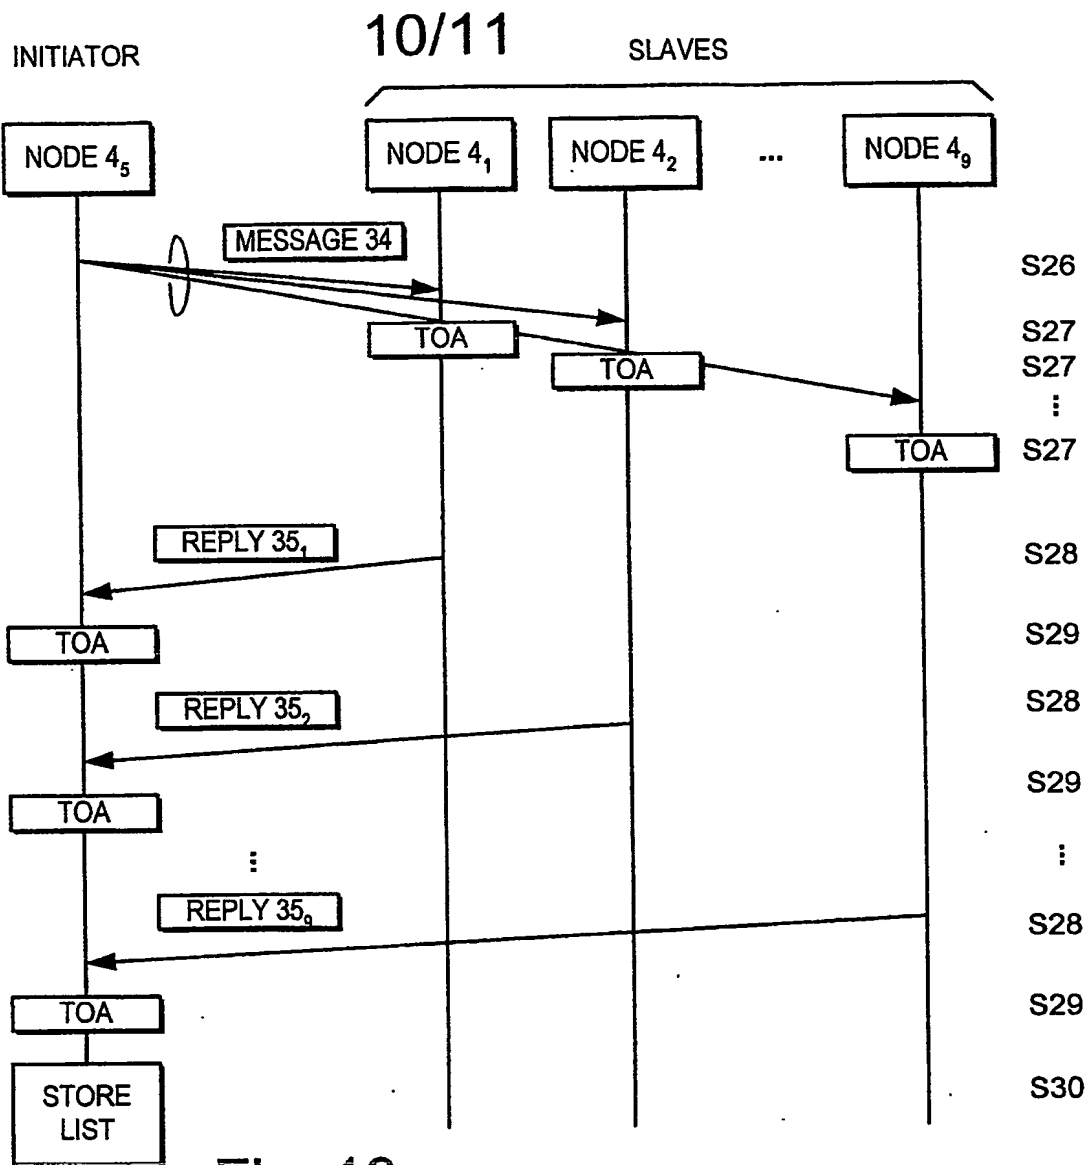 10/11
INITIATOR
SLAVES
NODE 4₅
NODE 4₁
NODE 4₂
...
NODE 4₉
MESSAGE 34
S26
TOA
S27
TOA
S27
⋮
TOA
S27
REPLY 35₁
S28
TOA
S29
REPLY 35₂
S28
TOA
S29
⋮
⋮
REPLY 35₉
S28
TOA
S29
STORE
LIST
S30